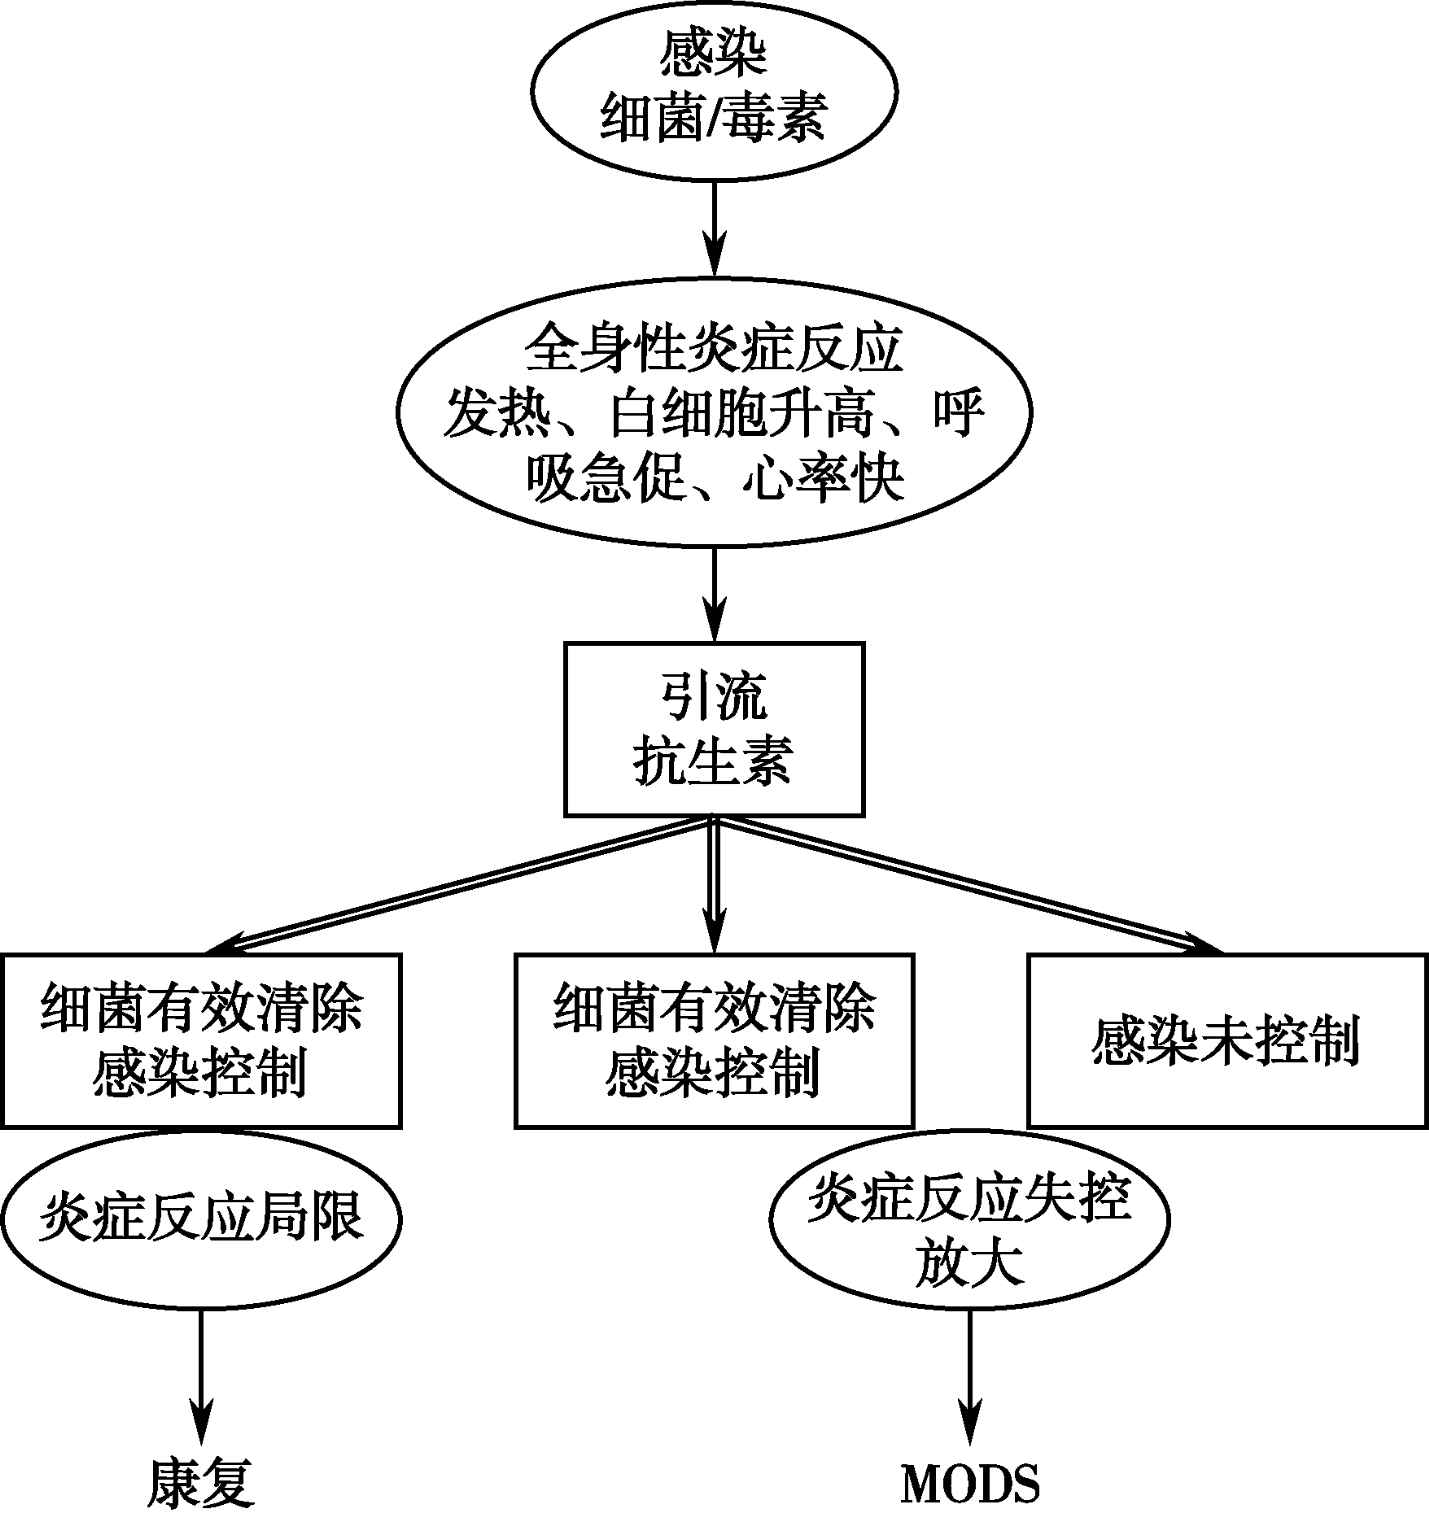 感染
细菌/毒素
全身性炎症反应
发热、白细胞升高、呼
吸急促、心率快
引流
抗生素
细菌有效清除
感染控制
细菌有效清除
感染控制
感染未控制
炎症反应局限
炎症反应失控
放大
康复
MODS